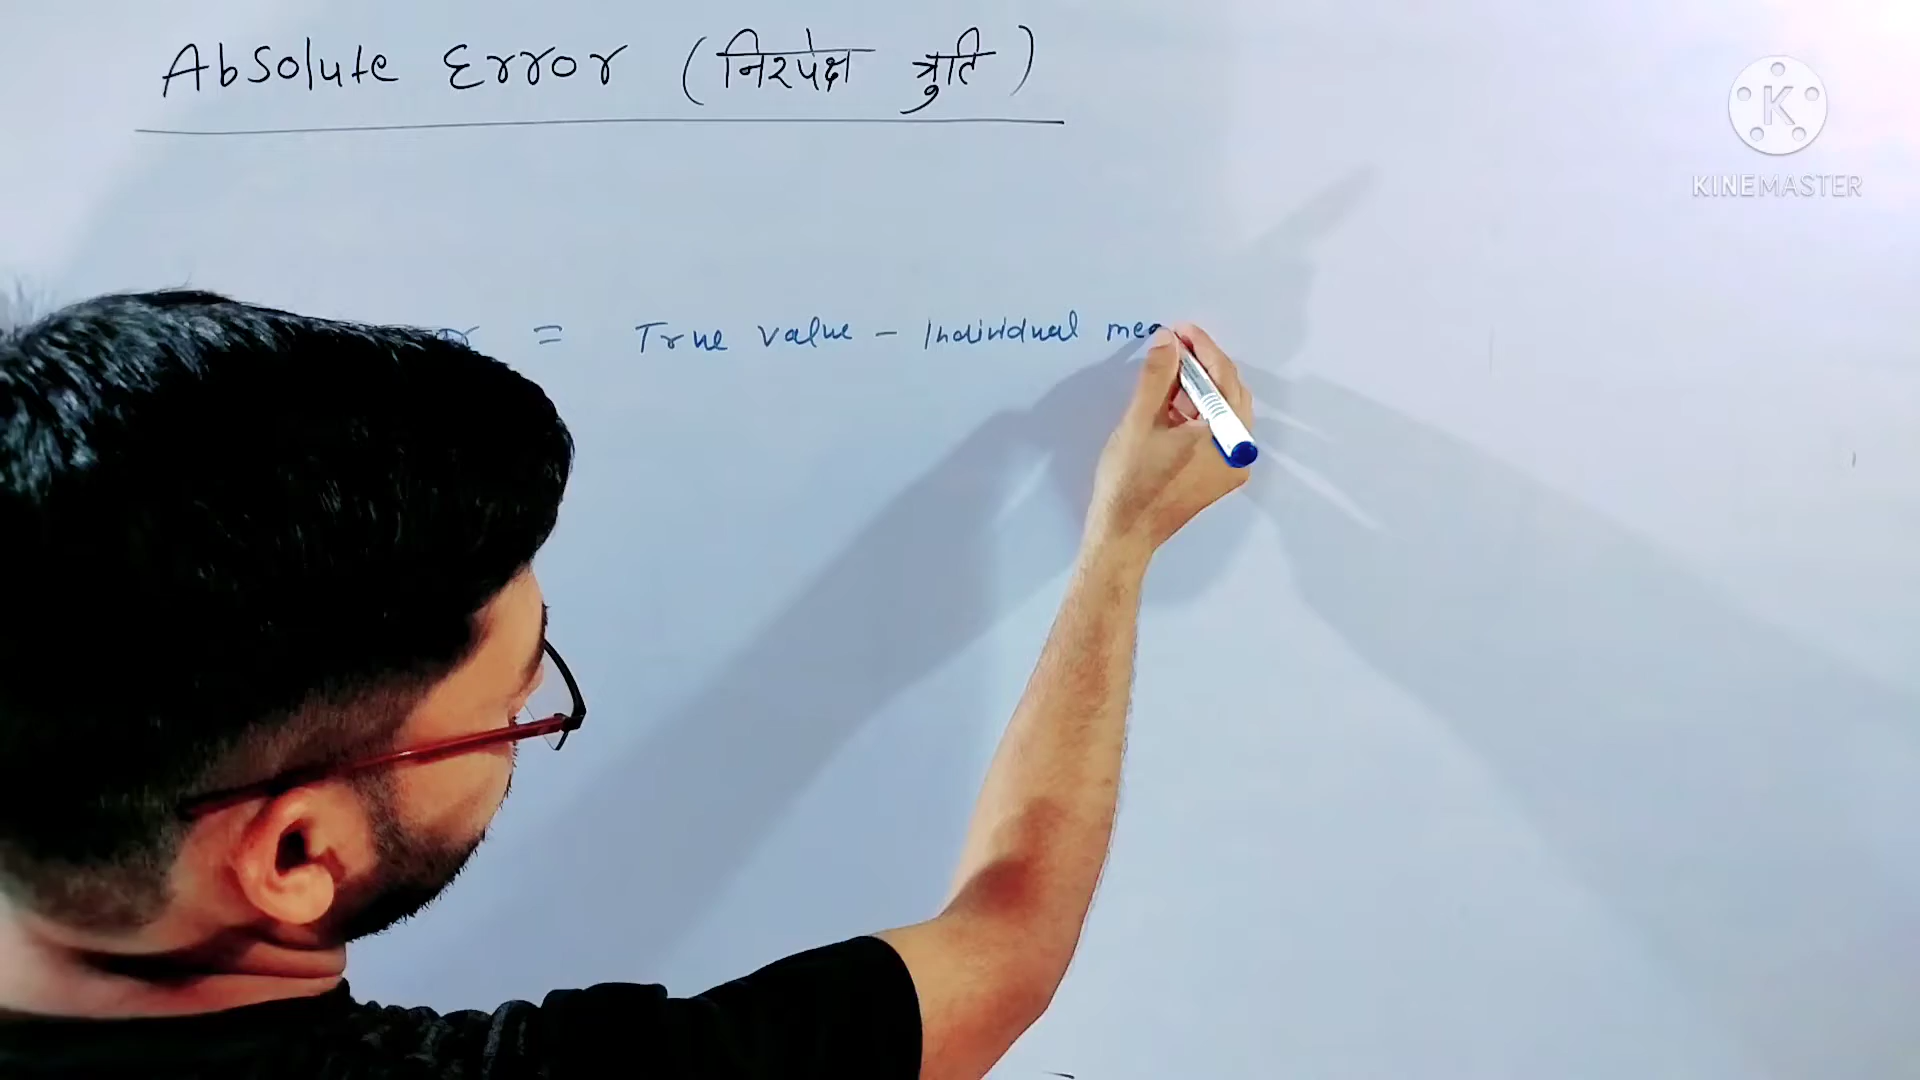 Absolute Error (निरपेक्ष त्रुति)
K
KINEMASTER
= True value - Individual mea